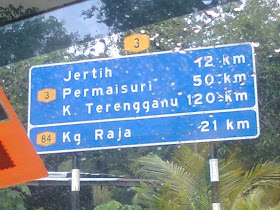 3
Jertih 12 km
3 Permaisuri 50 km
K. Terengganu 120 km
84 Kg Raja 21 km